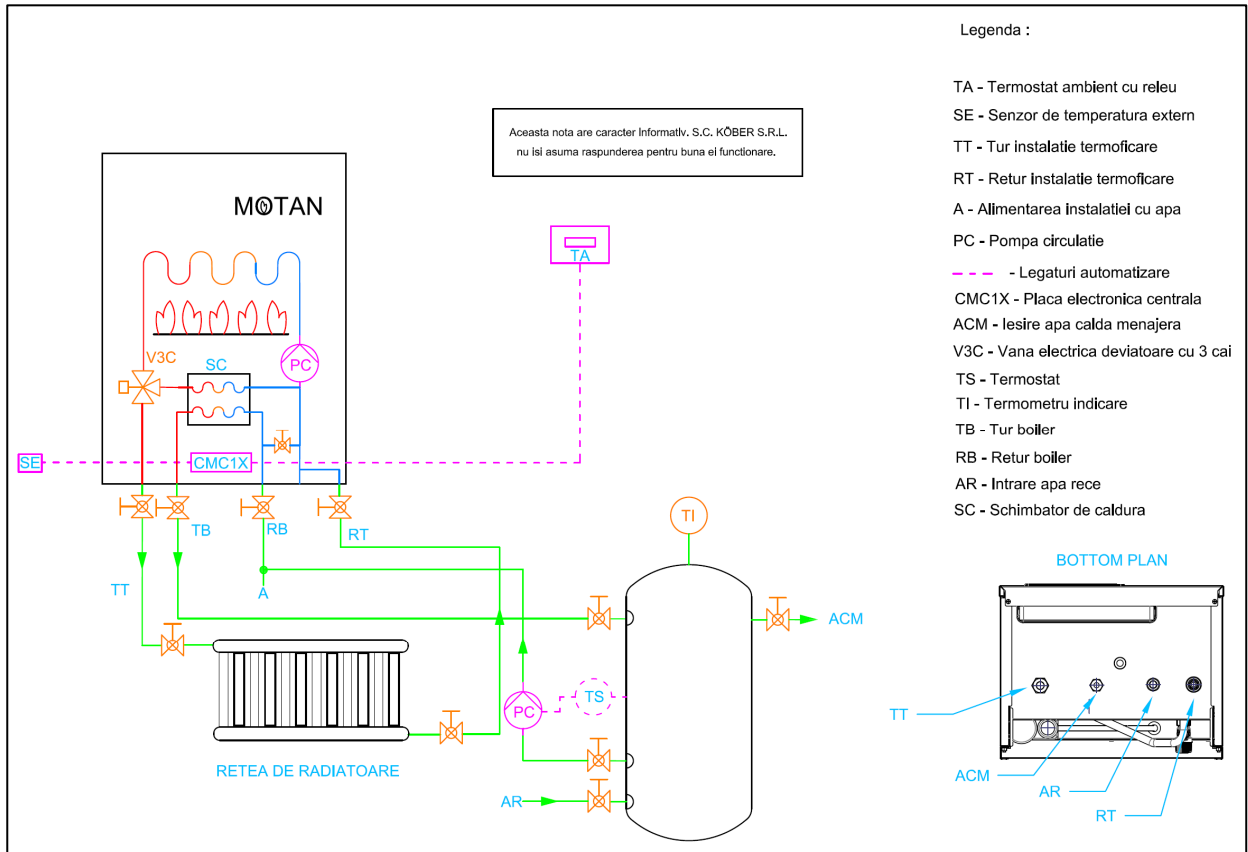 Legenda :
TA - Termostat ambient cu releu
SE - Senzor de temperatura extern
TT - Tur instalatie termoficare
RT - Retur instalatie termoficare
A - Alimentarea instalatiei cu apa
PC - Pompa circulatie
- Legaturi automatizare
CMC1X - Placa electronica centrala
ACM - Iesire apa calda menajera
V3C - Vana electrica deviatoare cu 3 cai
TS - Termostat
TI - Termometru indicare
TB - Tur boiler
RB - Retur boiler
AR - Intrare apa rece
SC - Schimbator de caldura
Aceasta nota are caracter informativ. S.C. KÖBER S.R.L.
nu isi asuma raspunderea pentru buna ei functionare.
MOTAN
TA
V3C
SC
PC
SE
CMC1X
TB
RB
RT
TI
TT
A
ACM
TS
PC
RETEA DE RADIATOARE
AR
BOTTOM PLAN
TT
ACM
AR
RT